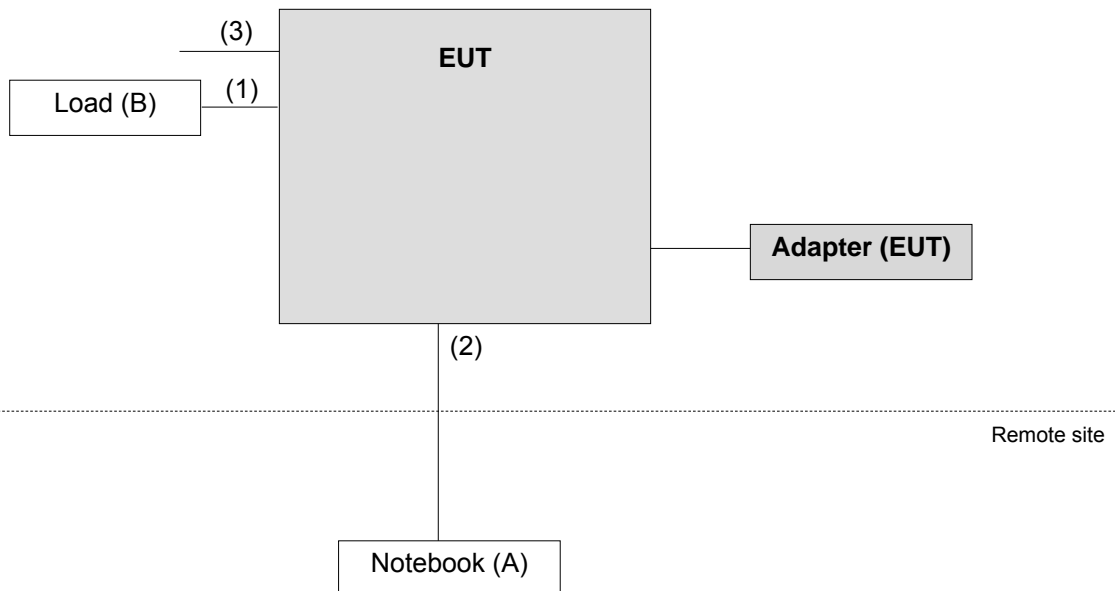 (3)
EUT
Load (B)
(1)
Adapter (EUT)
(2)
Remote site
Notebook (A)